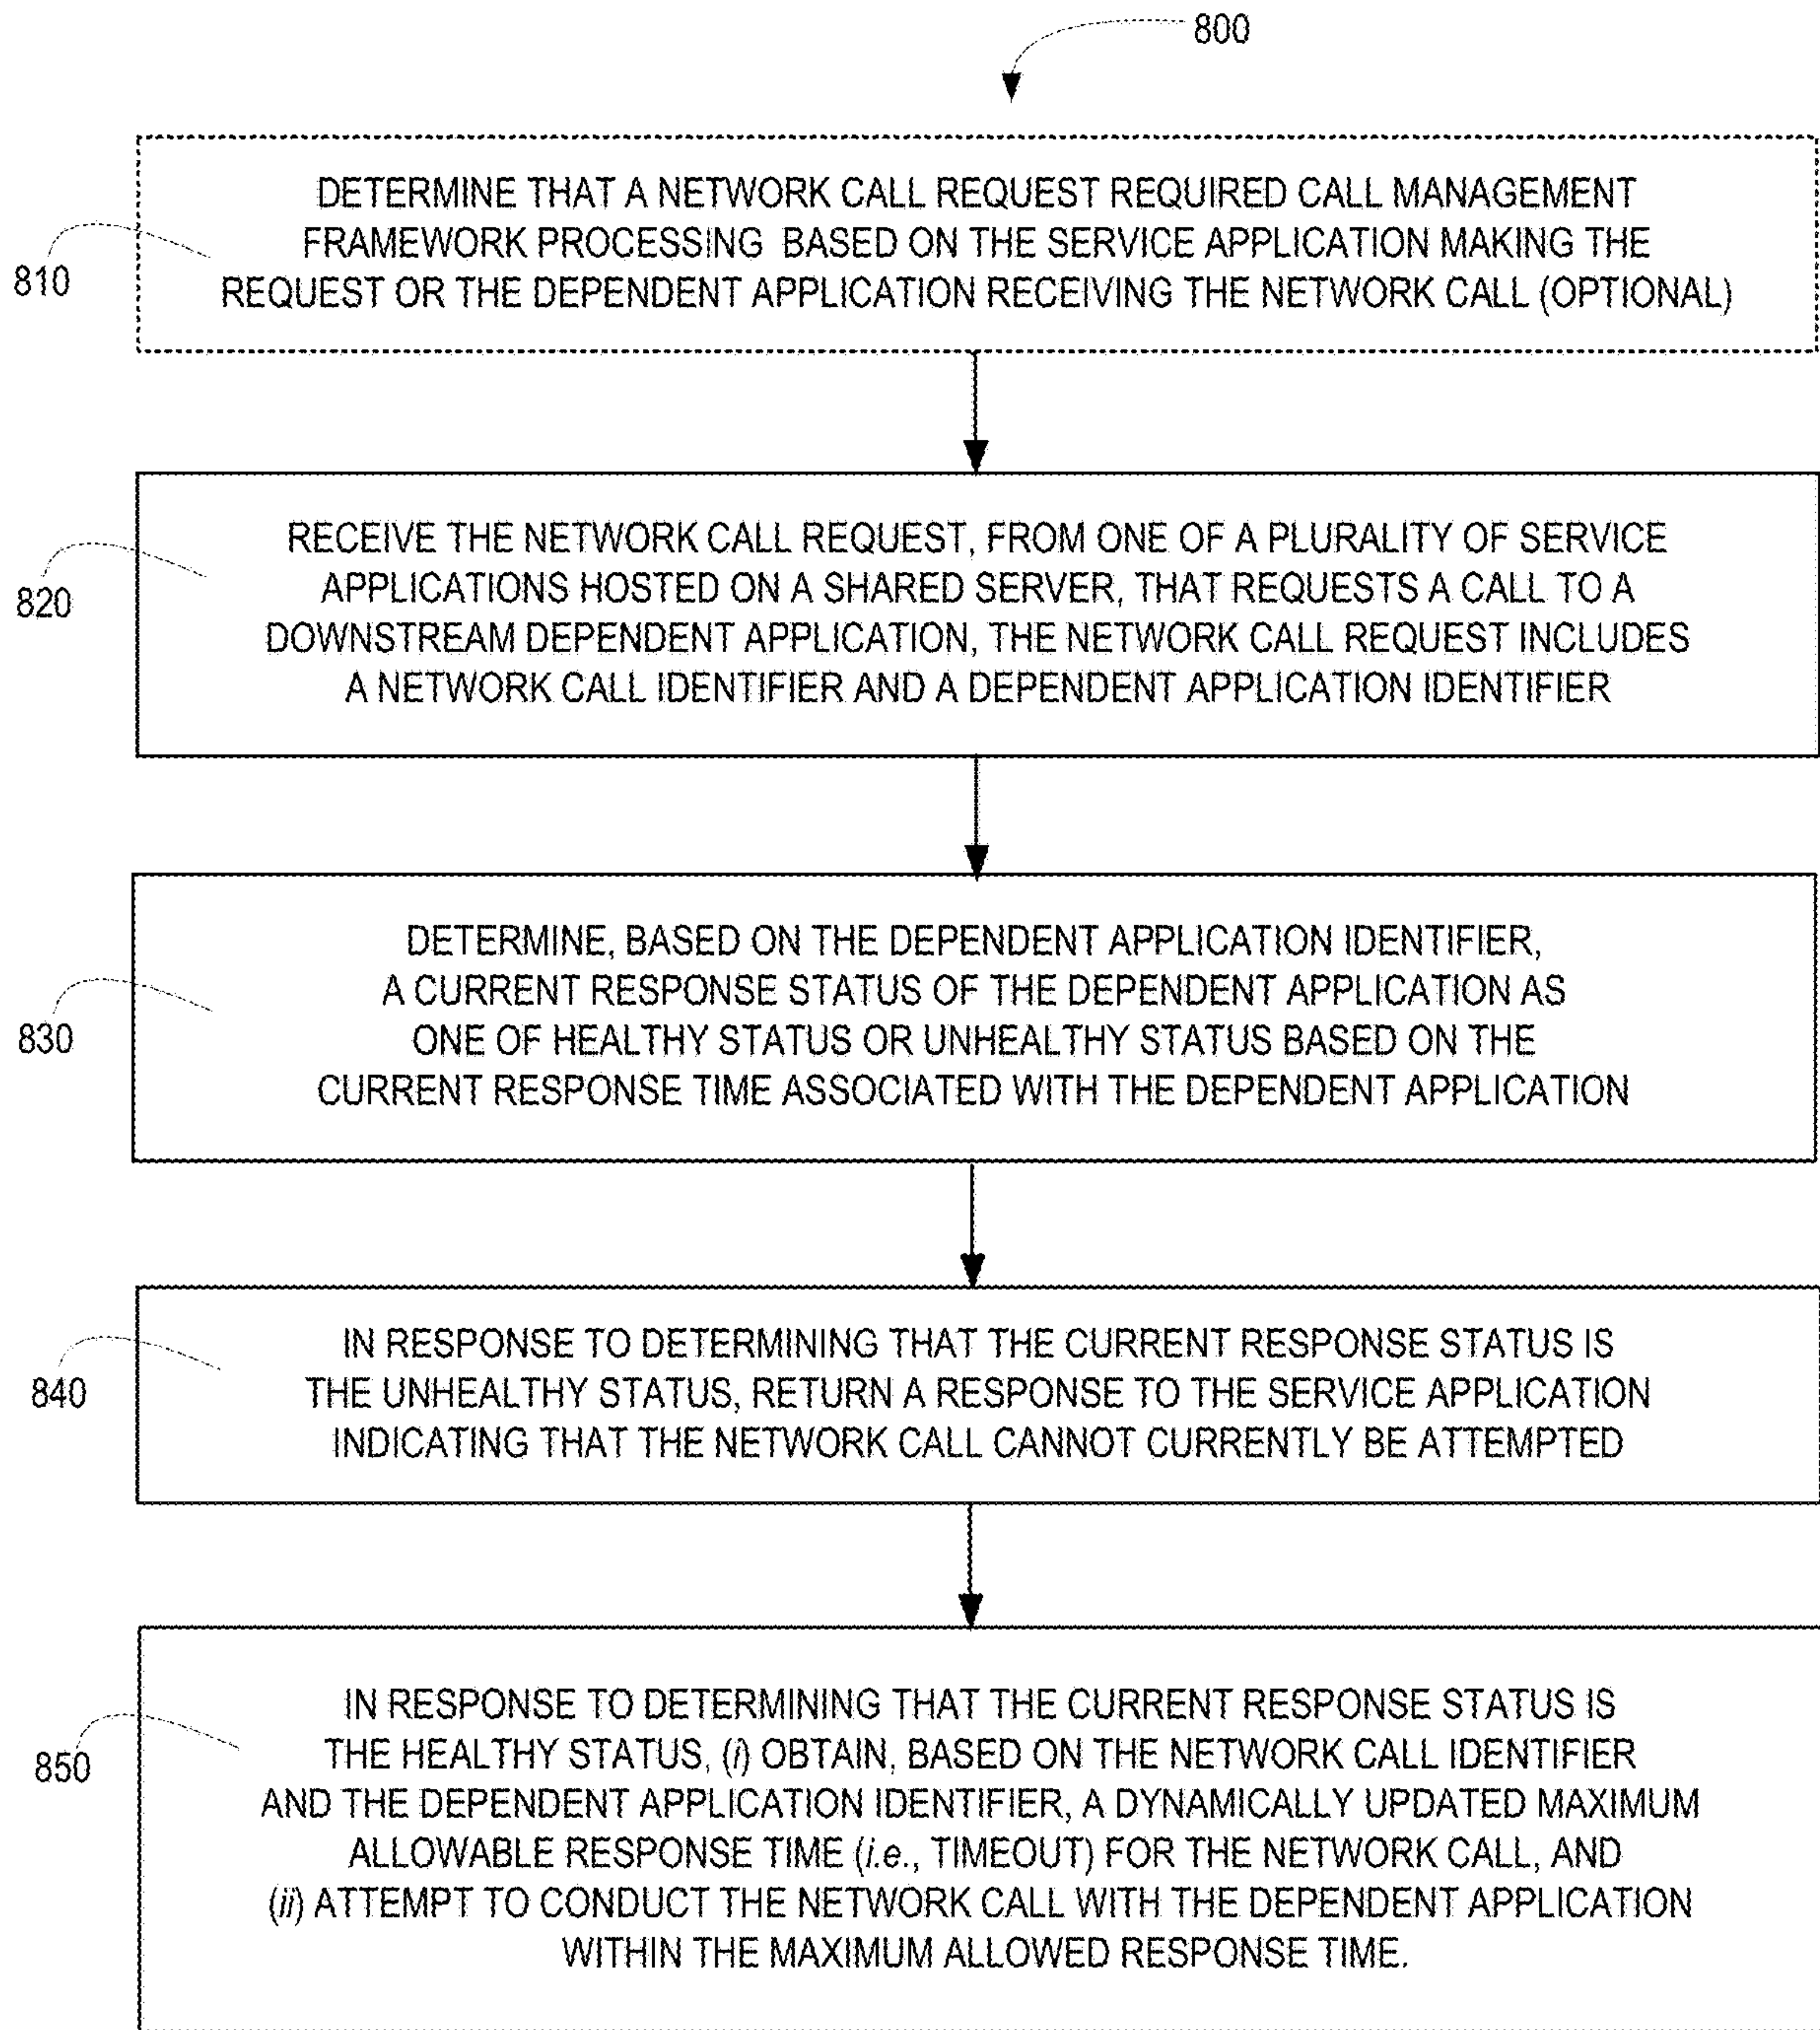 800
810
DETERMINE THAT A NETWORK CALL REQUEST REQUIRED CALL MANAGEMENT
FRAMEWORK PROCESSING BASED ON THE SERVICE APPLICATION MAKING THE
REQUEST OR THE DEPENDENT APPLICATION RECEIVING THE NETWORK CALL (OPTIONAL)
820
RECEIVE THE NETWORK CALL REQUEST, FROM ONE OF A PLURALITY OF SERVICE
APPLICATIONS HOSTED ON A SHARED SERVER, THAT REQUESTS A CALL TO A
DOWNSTREAM DEPENDENT APPLICATION, THE NETWORK CALL REQUEST INCLUDES
A NETWORK CALL IDENTIFIER AND A DEPENDENT APPLICATION IDENTIFIER
830
DETERMINE, BASED ON THE DEPENDENT APPLICATION IDENTIFIER,
A CURRENT RESPONSE STATUS OF THE DEPENDENT APPLICATION AS
ONE OF HEALTHY STATUS OR UNHEALTHY STATUS BASED ON THE
CURRENT RESPONSE TIME ASSOCIATED WITH THE DEPENDENT APPLICATION
840
IN RESPONSE TO DETERMINING THAT THE CURRENT RESPONSE STATUS IS
THE UNHEALTHY STATUS, RETURN A RESPONSE TO THE SERVICE APPLICATION
INDICATING THAT THE NETWORK CALL CANNOT CURRENTLY BE ATTEMPTED
850
IN RESPONSE TO DETERMINING THAT THE CURRENT RESPONSE STATUS IS
THE HEALTHY STATUS, (i) OBTAIN, BASED ON THE NETWORK CALL IDENTIFIER
AND THE DEPENDENT APPLICATION IDENTIFIER, A DYNAMICALLY UPDATED MAXIMUM
ALLOWABLE RESPONSE TIME (i.e., TIMEOUT) FOR THE NETWORK CALL, AND
(ii) ATTEMPT TO CONDUCT THE NETWORK CALL WITH THE DEPENDENT APPLICATION
WITHIN THE MAXIMUM ALLOWED RESPONSE TIME.